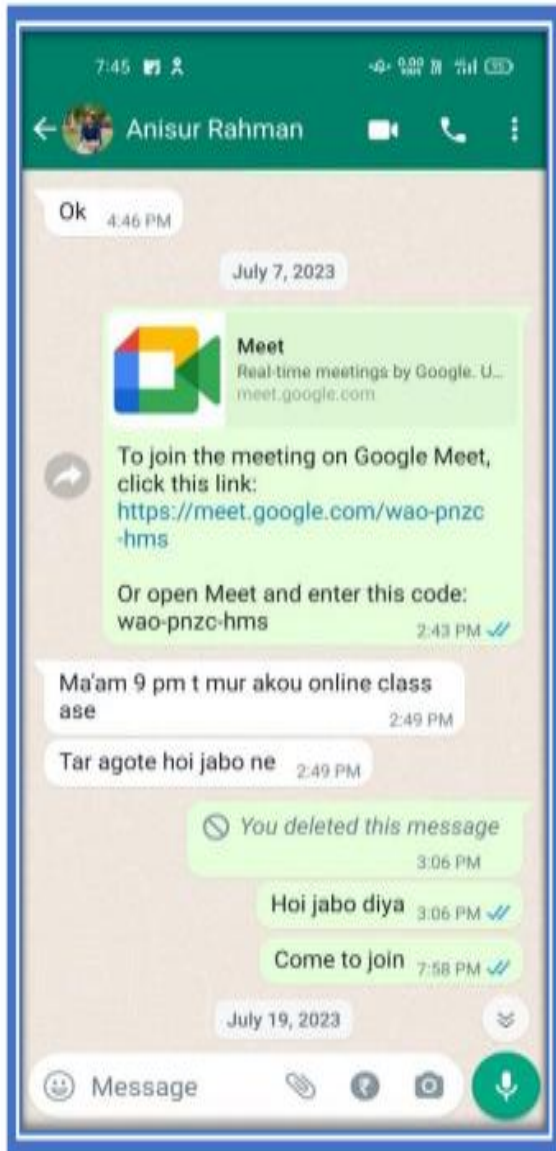 7:45
Anisur Rahman
Ok 4:46 PM
July 7, 2023
Meet
Real-time meetings by Google. U...
meet.google.com
To join the meeting on Google Meet,
click this link:
https://meet.google.com/wao-pnzc
-hms
Or open Meet and enter this code:
wao-pnzc-hms
2:43 PM
Ma'am 9 pm t mur akou online class
ase
2:49 PM
Tar agote hoi jabo ne 2:49 PM
You deleted this message
3:06 PM
Hoi jabo diya 3:06 PM
Come to join 7:58 PM
July 19, 2023
Message